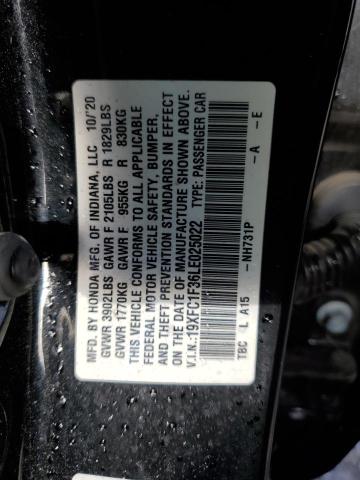 MFD. BY HONDA MFG. OF INDIANA, LLC 10/20
GVWR 3902LBS GAWR F 2105LBS R 1829LBS
GVWR 1770KG GAWR F 955KG R 830KG
THIS VEHICLE CONFORMS TO ALL APPLICABLE
FEDERAL MOTOR VEHICLE SAFETY, BUMPER,
AND THEFT PREVENTION STANDARDS IN EFFECT
ON THE DATE OF MANUFACTURE SHOWN ABOVE.
V.I.N.:19XFC1F36LE025022 TYPE: PASSENGER CAR
-NH731P -A -E
TBC L A15